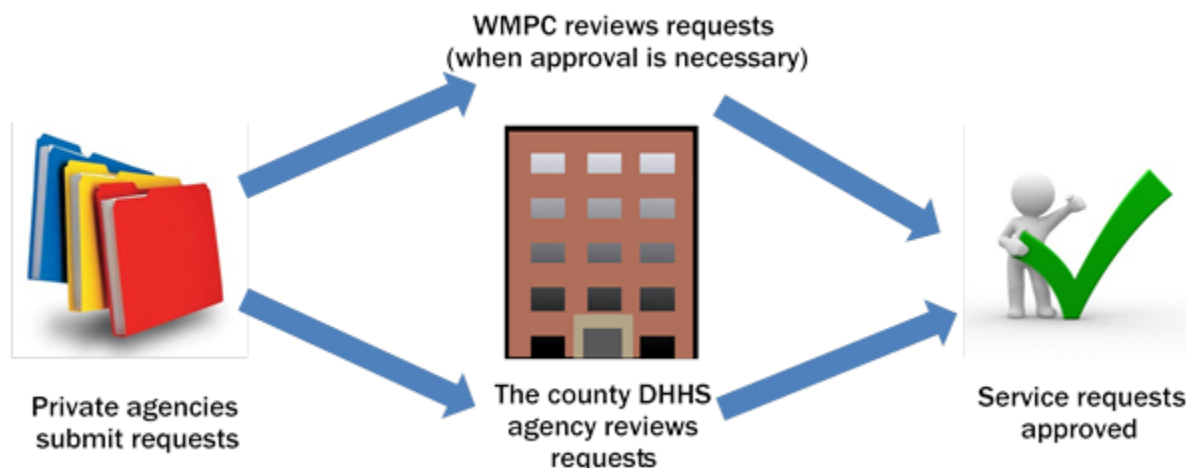 WMPC reviews requests
(when approval is necessary)
Private agencies
submit requests
The county DHHS
agency reviews
requests
Service requests
approved